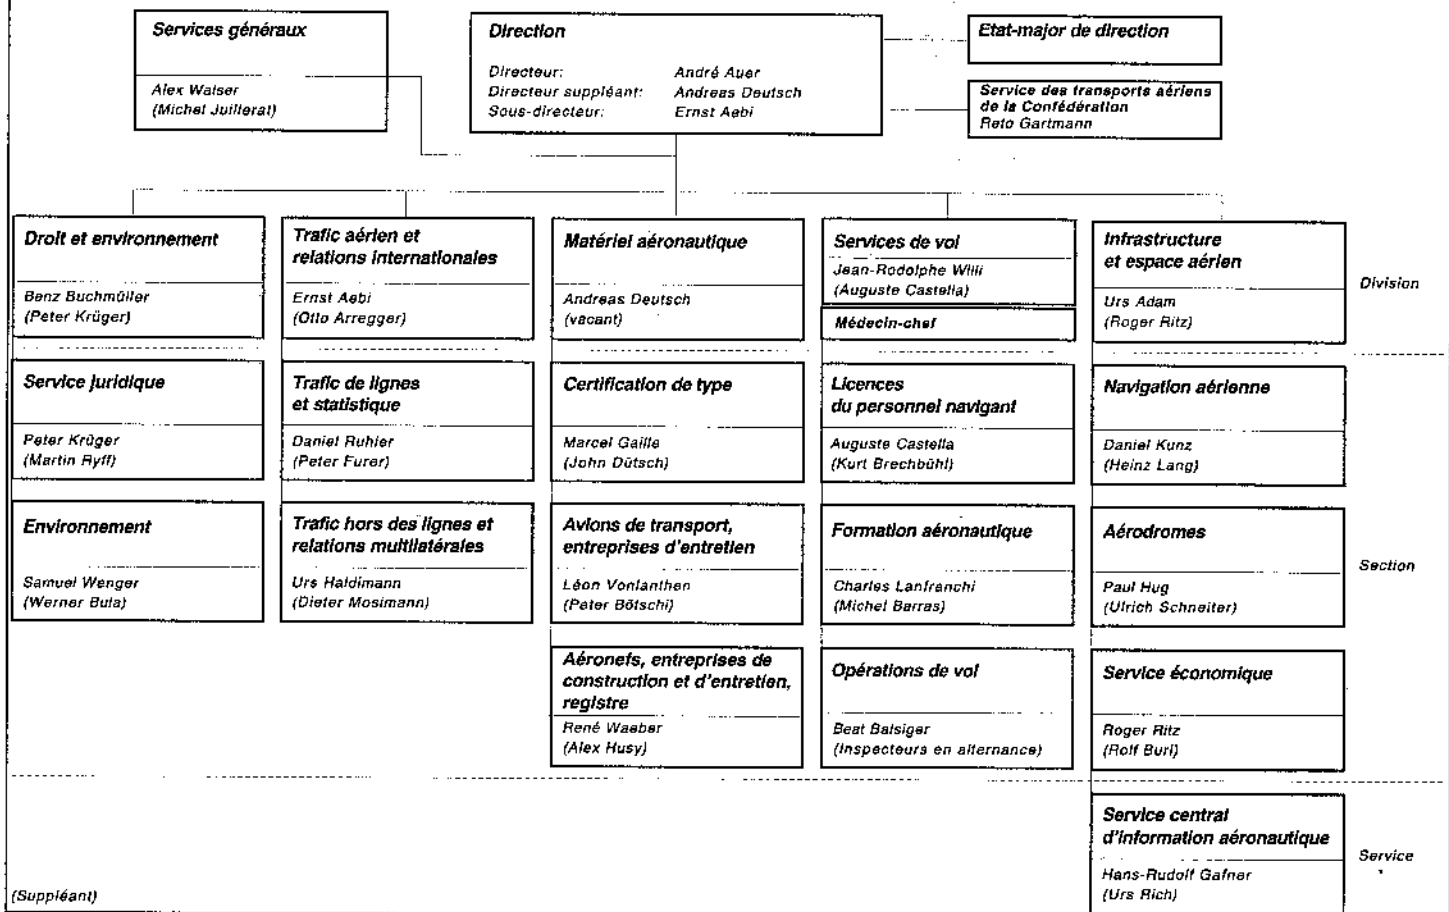 Services généraux
Alex Walser
(Michel Juillerat)
Direction
Directeur: André Auer
Directeur suppléant: Andreas Deutsch
Sous-directeur: Ernst Aebi
Etat-major de direction
Service des transports aériens
de la Confédération
Reto Gartmann
Droit et environnement
Benz Buchmüller
(Peter Krüger)
Trafic aérien et
relations internationales
Ernst Aebi
(Otto Arregger)
Matériel aéronautique
Andreas Deutsch
(vacant)
Services de vol
Jean-Rodolphe Willi
(Auguste Castella)
Médecin-chef
Infrastructure
et espace aérien
Urs Adam
(Roger Ritz)
Division
Service juridique
Peter Krüger
(Martin Ryff)
Trafic de lignes
et statistique
Daniel Ruhier
(Peter Furer)
Certification de type
Marcel Gaille
(John Dütsch)
Licences
du personnel navigant
Auguste Castella
(Kurt Brechbühl)
Navigation aérienne
Daniel Kunz
(Heinz Lang)
Environnement
Samuel Wenger
(Werner Bula)
Trafic hors des lignes et
relations multilatérales
Urs Haldimann
(Dieter Mosimann)
Avions de transport,
entreprises d'entretien
Léon Vonlanthen
(Peter Bötschi)
Formation aéronautique
Charles Lanfranchi
(Michel Barras)
Aérodromes
Paul Hug
(Ulrich Schneiter)
Section
Aéronefs, entreprises de
construction et d'entretien,
registre
René Waeber
(Alex Husy)
Opérations de vol
Beat Balsiger
(Inspecteurs en alternance)
Service économique
Roger Ritz
(Rolf Burl)
Service central
d'information aéronautique
Hans-Rudolf Gafner
(Urs Rich)
Service
(Suppléant)